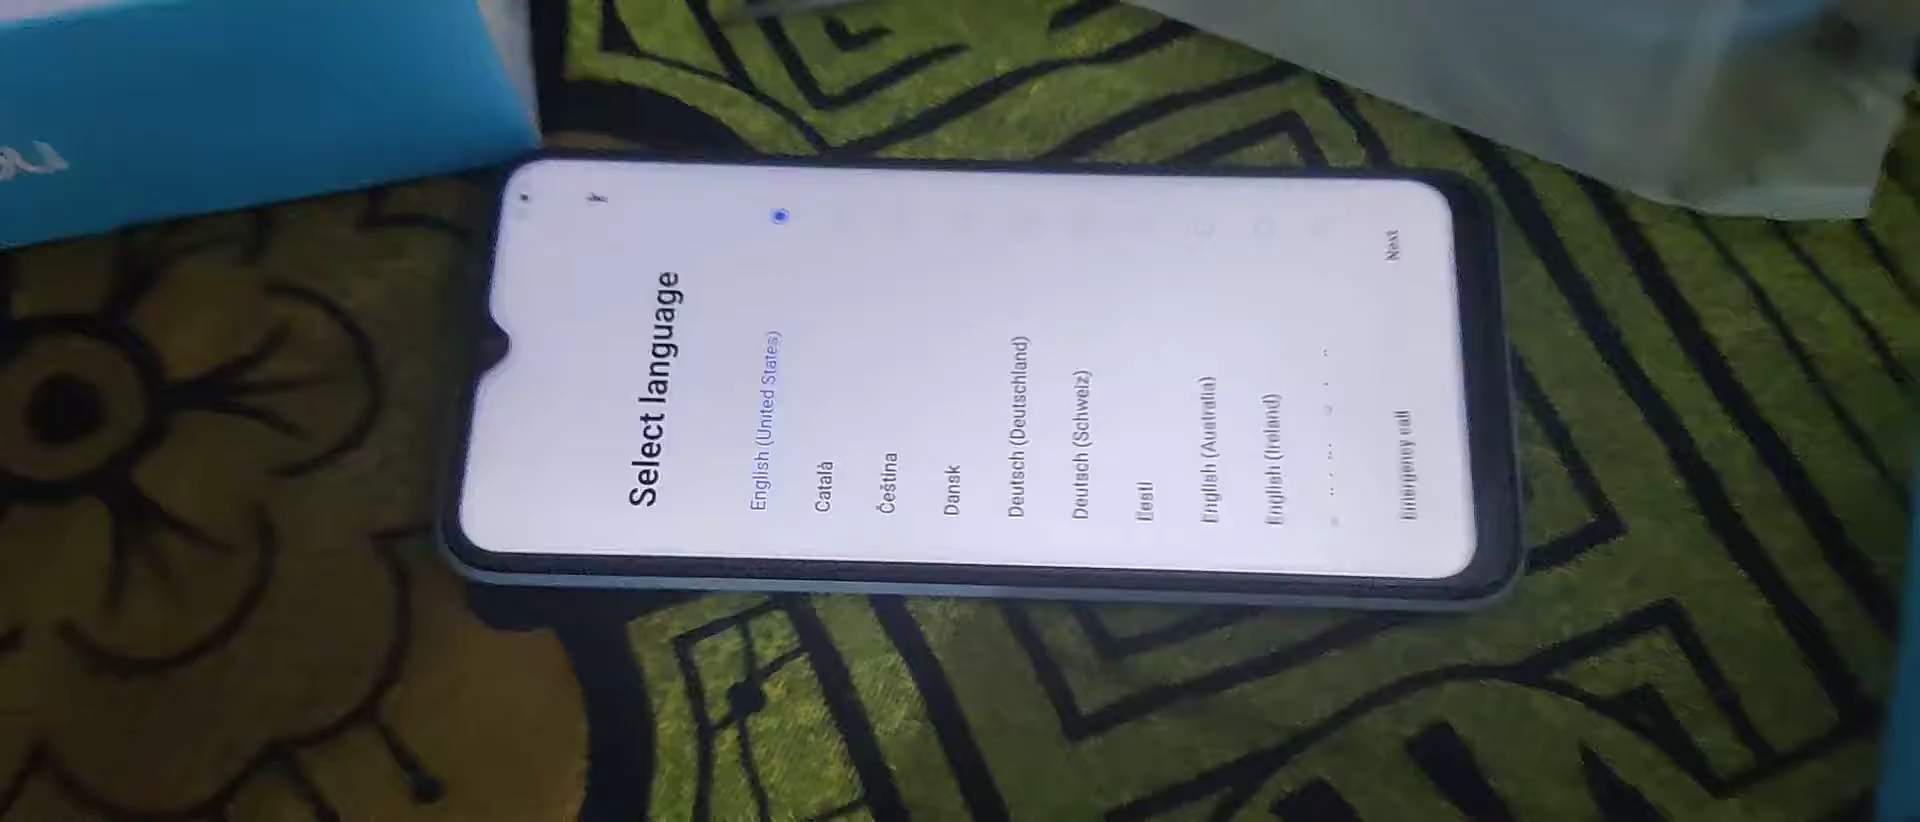 Select language
English (United States)
Català
Čeština
Dansk
Deutsch (Deutschland)
Deutsch (Schweiz)
Eesti
English (Australia)
English (Ireland)
Emergency call
Next